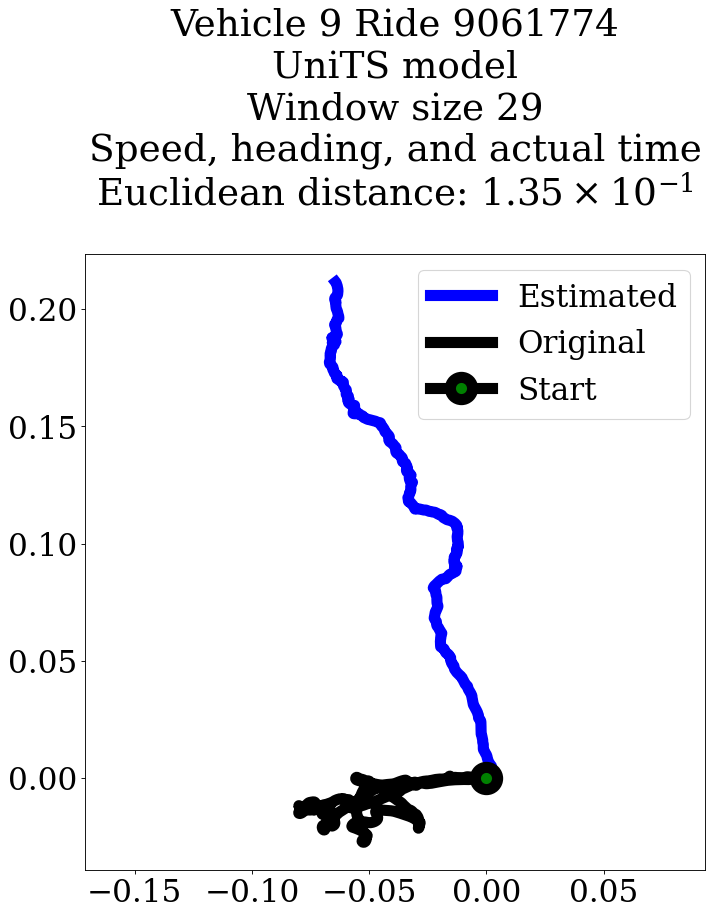 Vehicle 9 Ride 9061774
UniTS model
Window size 29
Speed, heading, and actual time
Euclidean distance: 1.35 × 10⁻¹
Estimated
Original
Start
0.20
0.15
0.10
0.05
0.00
−0.15 −0.10 −0.05 0.00 0.05